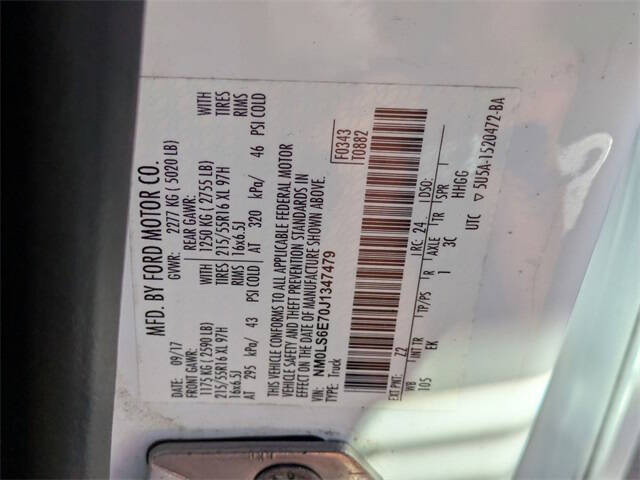 MFD. BY FORD MOTOR CO.
DATE: 09/17 GVWR: 2277 KG ( 5020 LB)
FRONT GAWR: REAR GAWR:
1175 KG ( 2590 LB) 1250 KG ( 2755 LB) WITH
215/55R16 XL 97H 215/55R16 XL 97H TIRES
16x6.5J 16x6.5J RIMS
AT 295 kPa/ 43 PSI COLD AT 320 kPa/ 46 PSI COLD
WITH
TIRES
RIMS
THIS VEHICLE CONFORMS TO ALL APPLICABLE FEDERAL MOTOR
VEHICLE SAFETY AND THEFT PREVENTION STANDARDS IN
EFFECT ON THE DATE OF MANUFACTURE SHOWN ABOVE.
VIN: NM0LS6E70J1347479
TYPE: Truck
F0343
T0882
EXT PNT: Z2 RC: 24 DSO:
WB INT TR TP/PS R AXLE TR SPR
105 EK 1 3C HHGG
UTC ▽ 5U5A-1520472-BA